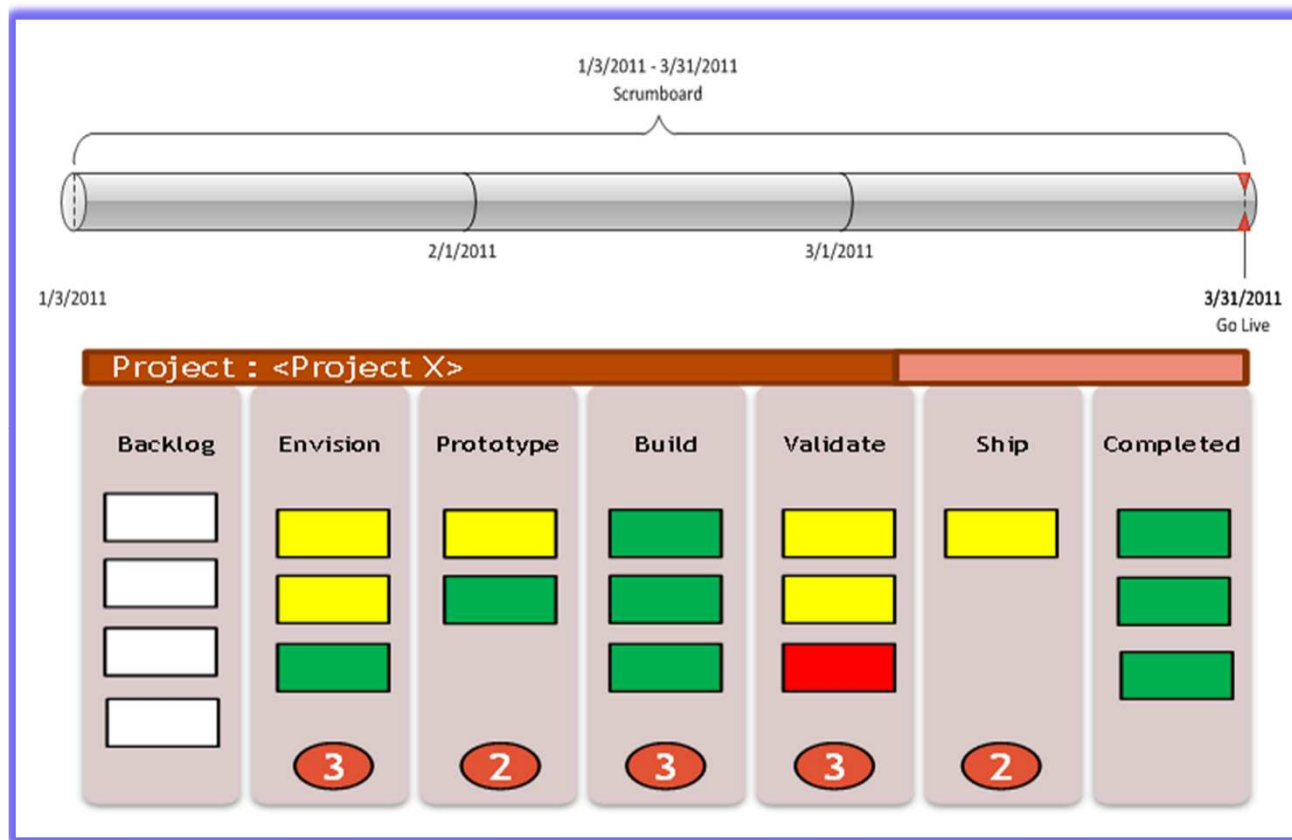 1/3/2011 - 3/31/2011
Scrumboard
2/1/2011
3/1/2011
1/3/2011
3/31/2011
Go Live
Project : <Project X>
Backlog
Envision
Prototype
Build
Validate
Ship
Completed
3
2
3
3
2